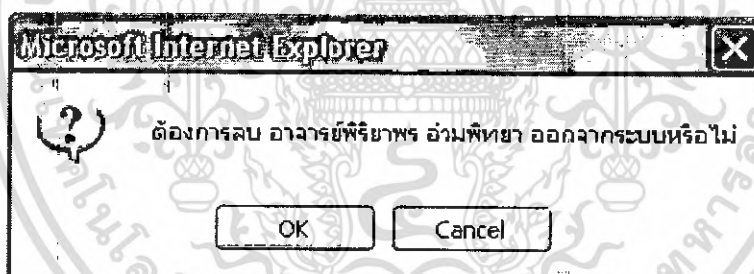 Microsoft Internet Explorer
ต้องการลบ อาจารย์พิริยาพร อ่ำมพิทยา ออกจากระบบหรือไม่
OK
Cancel